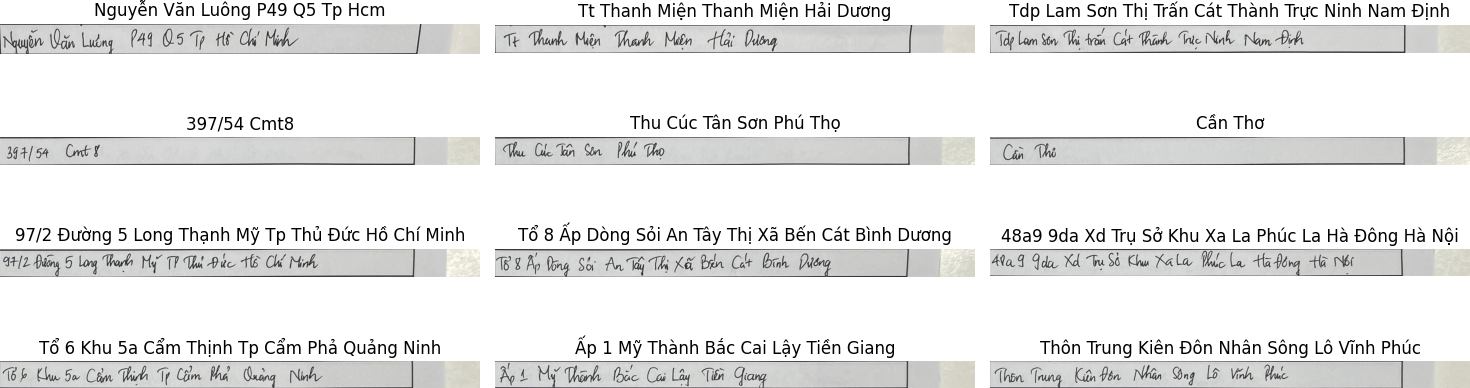 Nguyễn Văn Luông P49 Q5 Tp Hcm
Tt Thanh Miện Thanh Miện Hải Dương
Tdp Lam Sơn Thị Trấn Cát Thành Trực Ninh Nam Định
Nguyễn Văn Luông P49 Q5 Tp Hồ Chí Minh
Tt Thanh Miện Thanh Miện Hải Dương
Tdp Lam Sơn Thị trấn Cát Thành Trực Ninh Nam Định
397/54 Cmt8
Thu Cúc Tân Sơn Phú Thọ
Cần Thơ
397/54 Cmt 8
Thu Cúc Tân Sơn Phú Thọ
Cần Thơ
97/2 Đường 5 Long Thạnh Mỹ Tp Thủ Đức Hồ Chí Minh
Tổ 8 Ấp Dòng Sỏi An Tây Thị Xã Bến Cát Bình Dương
48a9 9da Xd Trụ Sở Khu Xa La Phúc La Hà Đông Hà Nội
97/2 Đường 5 Long Thạnh Mỹ TP Thủ Đức Hồ Chí Minh
Tổ 8 Ấp Dòng Sỏi An Tây Thị Xã Bến Cát Bình Dương
48a9 9da Xd Trụ Sở Khu Xa La Phúc La Hà Đông Hà Nội
Tổ 6 Khu 5a Cẩm Thịnh Tp Cẩm Phả Quảng Ninh
Ấp 1 Mỹ Thành Bắc Cai Lậy Tiền Giang
Thôn Trung Kiên Đôn Nhân Sông Lô Vĩnh Phúc
Tổ 6 Khu 5a Cẩm Thịnh Tp Cẩm Phả Quảng Ninh
Ấp 1 Mỹ Thành Bắc Cai Lậy Tiền Giang
Thôn Trung Kiên Đôn Nhân Sông Lô Vĩnh Phúc